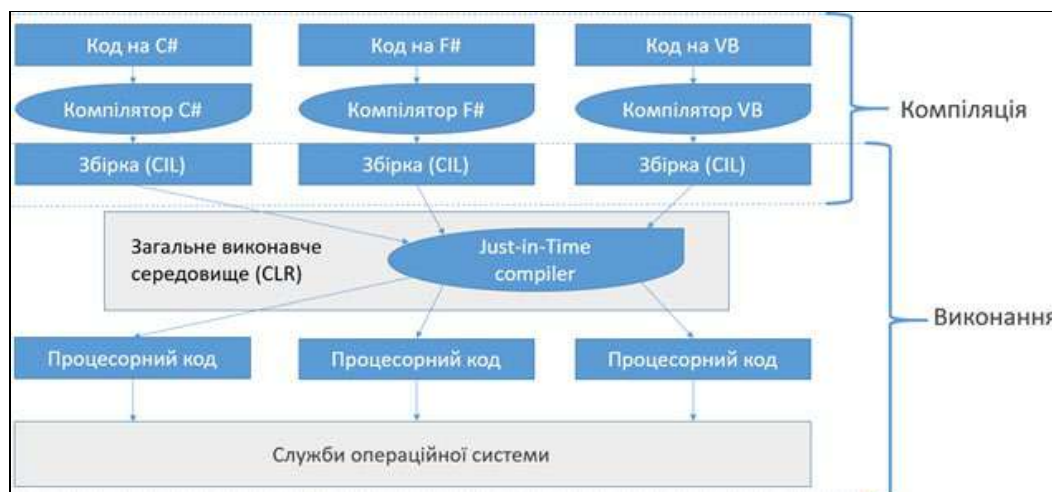 Код на C#
Код на F#
Код на VB
Компілятор C#
Компілятор F#
Компілятор VB
Компіляція
Збірка (CIL)
Збірка (CIL)
Збірка (CIL)
Загальне виконавче
середовище (CLR)
Just-in-Time
compiler
Виконання
Процесорний код
Процесорний код
Процесорний код
Служби операційної системи